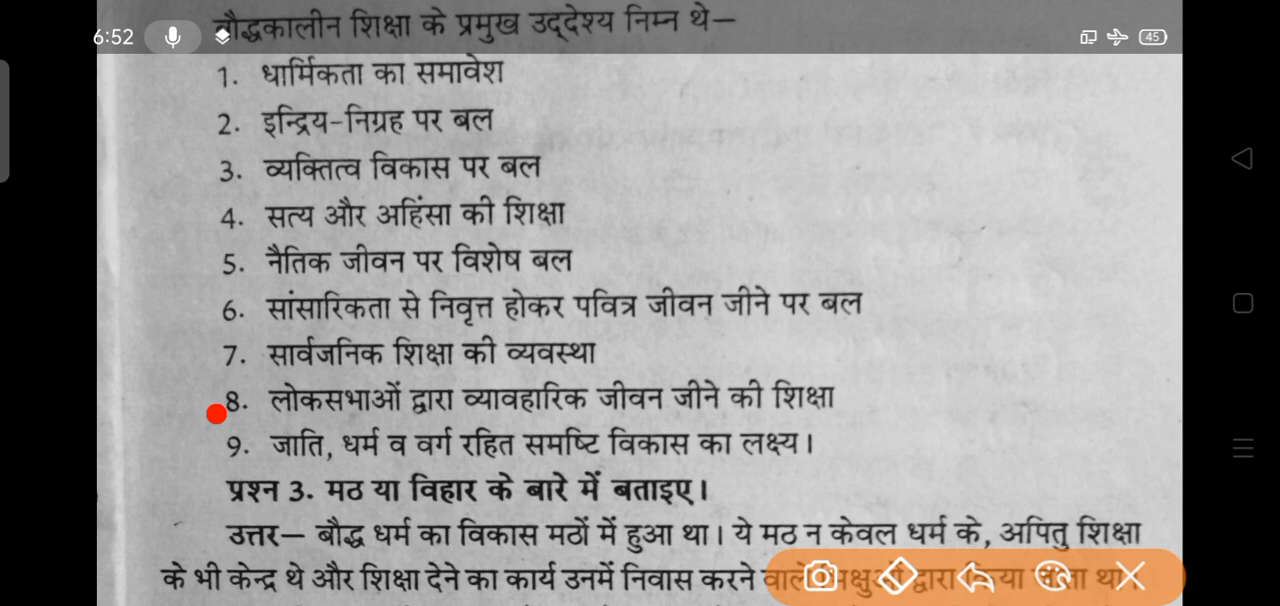 6:52
45
बौद्धकालीन शिक्षा के प्रमुख उद्देश्य निम्न थे—
1. धार्मिकता का समावेश
2. इन्द्रिय-निग्रह पर बल
3. व्यक्तित्व विकास पर बल
4. सत्य और अहिंसा की शिक्षा
5. नैतिक जीवन पर विशेष बल
6. सांसारिकता से निवृत्त होकर पवित्र जीवन जीने पर बल
7. सार्वजनिक शिक्षा की व्यवस्था
8. लोकसभाओं द्वारा व्यावहारिक जीवन जीने की शिक्षा
9. जाति, धर्म व वर्ग रहित समष्टि विकास का लक्ष्य।
प्रश्न 3. मठ या विहार के बारे में बताइए।
उत्तर— बौद्ध धर्म का विकास मठों में हुआ था। ये मठ न केवल धर्म के, अपितु शिक्षा
के भी केन्द्र थे और शिक्षा देने का कार्य उनमें निवास करने वाले द्वारा था।